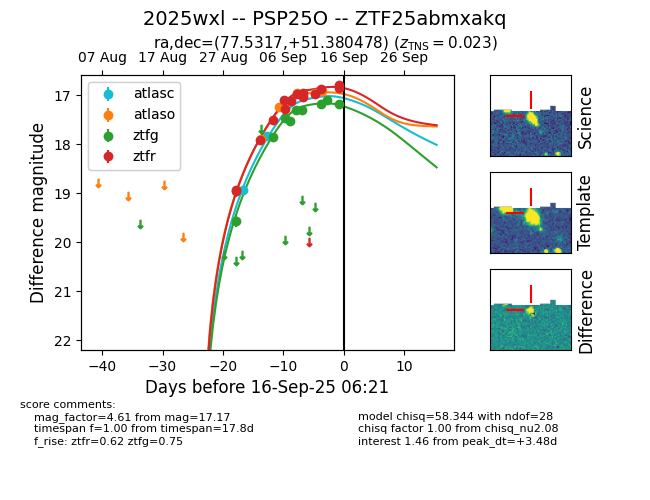 2025wxl -- PSP25O -- ZTF25abmxakq
ra,dec=(77.5317,+51.380478) (z_TNS = 0.023)
07 Aug 17 Aug 27 Aug 06 Sep 16 Sep 26 Sep
atlasc
atlaso
ztfg
ztfr
17
18
19
20
21
22
Difference magnitude
−40 −30 −20 −10 0 10
Days before 16-Sep-25 06:21
Science
Template
Difference
score comments:
mag_factor=4.61 from mag=17.17
timespan f=1.00 from timespan=17.8d
f_rise: ztfr=0.62 ztfg=0.75
model chisq=58.344 with ndof=28
chisq factor 1.00 from chisq_nu2.08
interest 1.46 from peak_dt=+3.48d